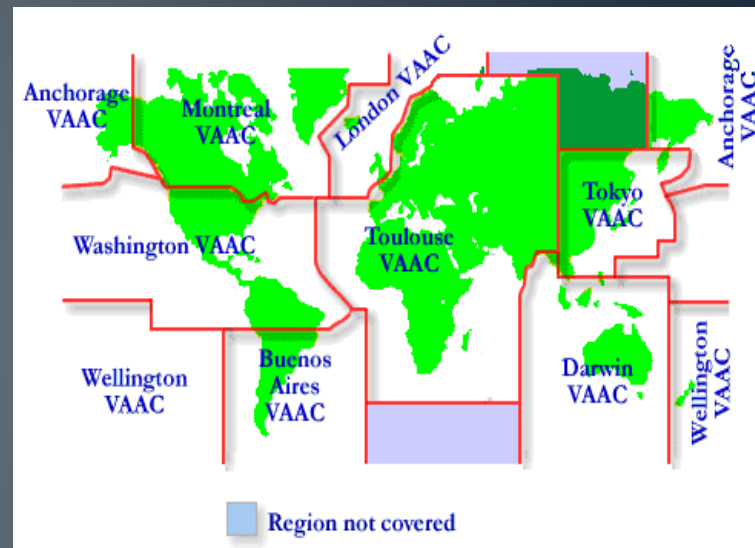 Anchorage
VAAC
Montreal
VAAC
London VAAC
Anchorage
VAAC
Washington VAAC
Toulouse
VAAC
Tokyo
VAAC
Wellington
VAAC
Buenos
Aires
VAAC
Darwin
VAAC
Wellington
VAAC
Region not covered